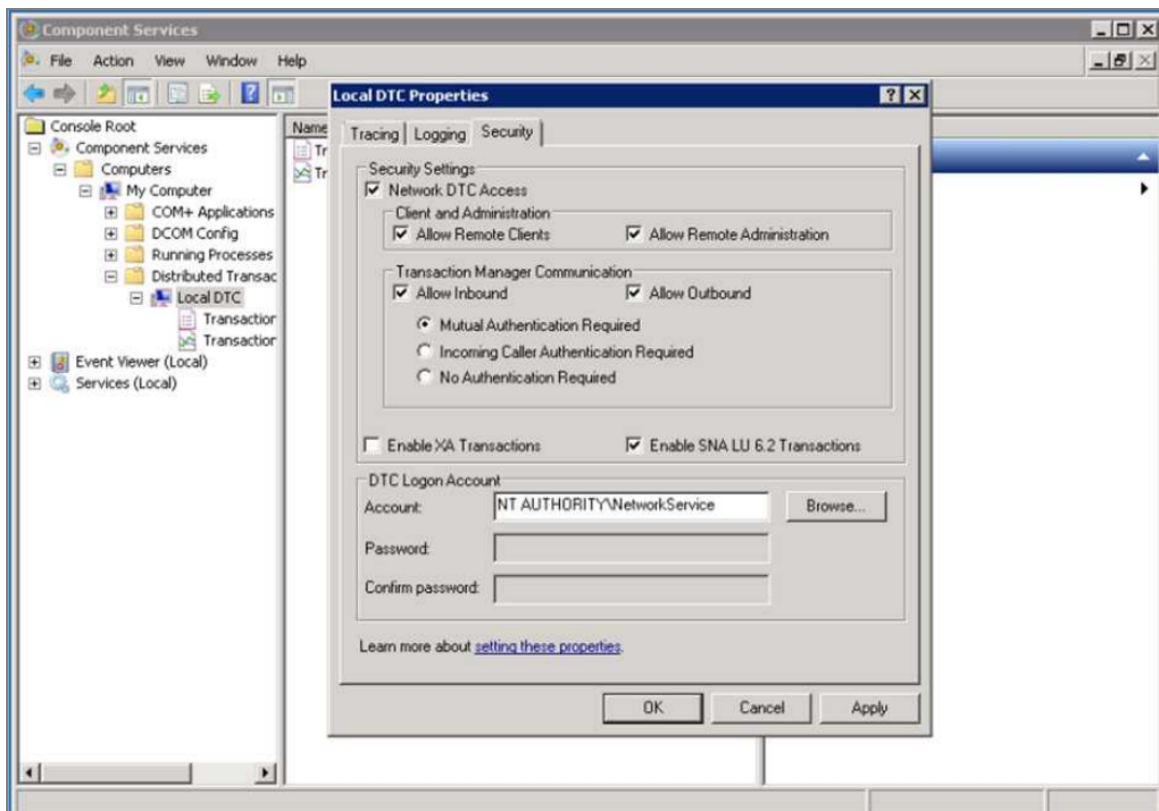 Component Services
File Action View Window Help
Console Root
Component Services
Computers
My Computer
COM+ Applications
DCOM Config
Running Processes
Distributed Transac
Local DTC
Transaction
Transaction
Event Viewer (Local)
Services (Local)
Name
Tr
Tr
Local DTC Properties
Tracing Logging Security
Security Settings
Network DTC Access
Client and Administration
Allow Remote Clients Allow Remote Administration
Transaction Manager Communication
Allow Inbound Allow Outbound
Mutual Authentication Required
Incoming Caller Authentication Required
No Authentication Required
Enable XA Transactions Enable SNA LU 6.2 Transactions
DTC Logon Account
Account: NT AUTHORITY\NetworkService Browse...
Password:
Confirm password:
Learn more about setting these properties.
OK Cancel Apply